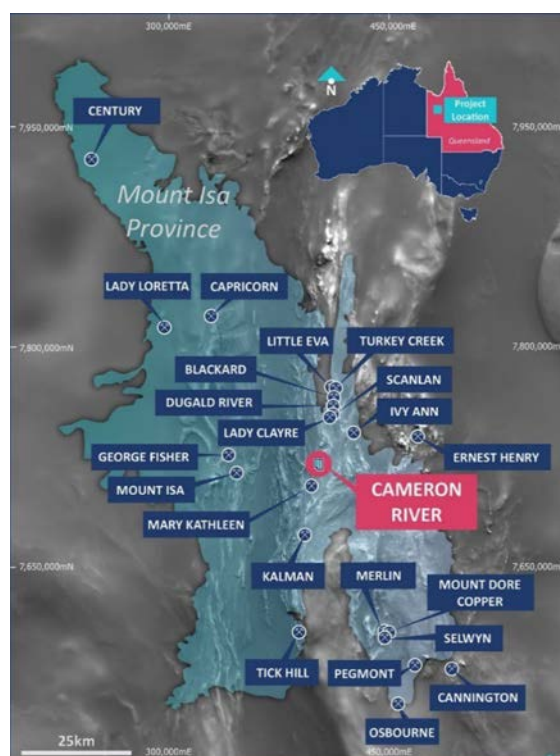 300,000mE
450,000mE
N
Project
Location
Queensland
7,950,000mN
7,950,000mN
CENTURY
Mount Isa
Province
LADY LORETTA
CAPRICORN
LITTLE EVA
TURKEY CREEK
7,800,000mN
7,800,000mN
BLACKARD
SCANLAN
DUGALD RIVER
IVY ANN
LADY CLAYRE
GEORGE FISHER
ERNEST HENRY
MOUNT ISA
CAMERON
RIVER
MARY KATHLEEN
7,650,000mN
7,650,000mN
KALMAN
MERLIN
MOUNT DORE
COPPER
SELWYN
TICK HILL
PEGMONT
CANNINGTON
OSBOURNE
25km
300,000mE
450,000mE